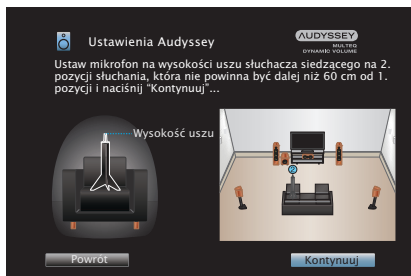 Ustawienia Audyssey
AUDYSSEY
MULTEQ
DYNAMIC VOLUME
Ustaw mikrofon na wysokości uszu słuchacza siedzącego na 2.
pozycji słuchania, która nie powinna być dalej niż 60 cm od 1.
pozycji i naciśnij “Kontynuuj”...
Wysokość uszu
2
Powrót
Kontynuuj